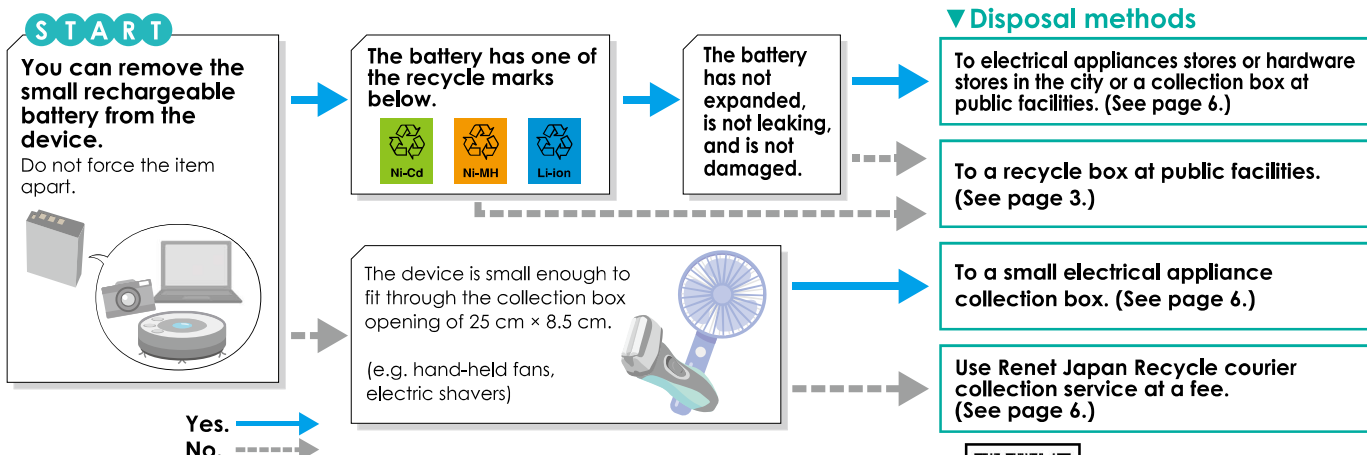 START
You can remove the
small rechargeable
battery from the
device.
Do not force the item
apart.
The battery has one of
the recycle marks
below.
Ni-Cd
Ni-MH
Li-ion
The battery
has not
expanded,
is not leaking,
and is not
damaged.
The device is small enough to
fit through the collection box
opening of 25 cm × 8.5 cm.
(e.g. hand-held fans,
electric shavers)
▼Disposal methods
To electrical appliances stores or hardware
stores in the city or a collection box at
public facilities. (See page 6.)
To a recycle box at public facilities.
(See page 3.)
To a small electrical appliance
collection box. (See page 6.)
Use Renet Japan Recycle courier
collection service at a fee.
(See page 6.)
Yes.
No.